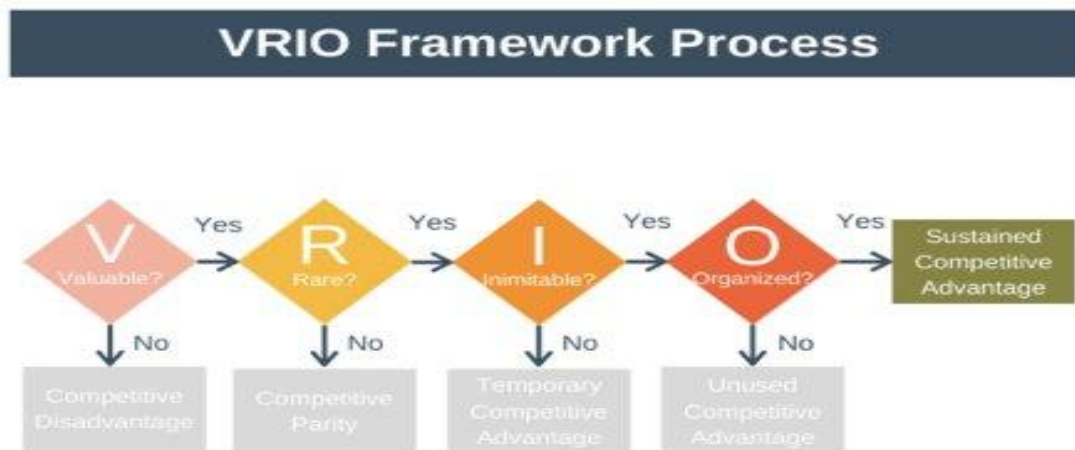 VRIO Framework Process
V
Valuable?
Yes
R
Rare?
Yes
I
Inimitable?
Yes
O
Organized?
Yes
Sustained
Competitive
Advantage
No
No
No
No
Competitive
Disadvantage
Competitive
Parity
Temporary
Competitive
Advantage
Unused
Competitive
Advantage